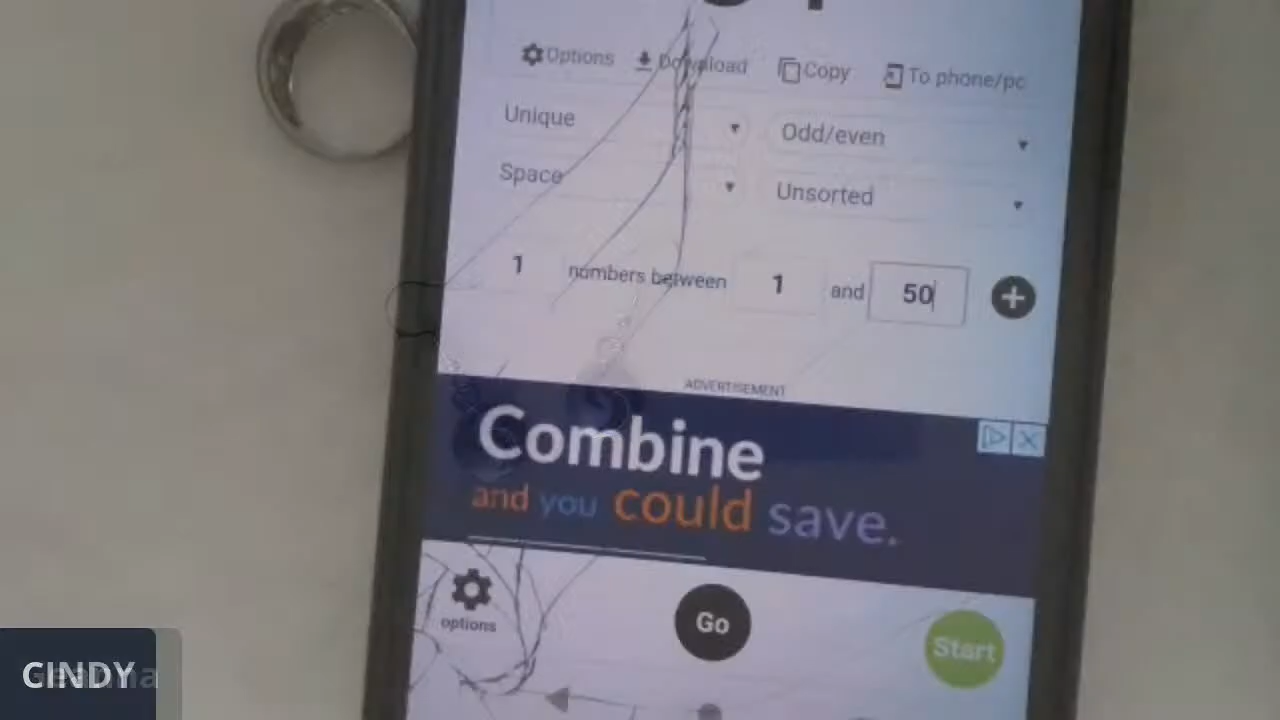 Options Download Copy To phone/pc
Unique Odd/even
Space Unsorted
1 numbers between 1 and 50
ADVERTISEMENT
Combine
and you could save.
options Go Start
CINDY